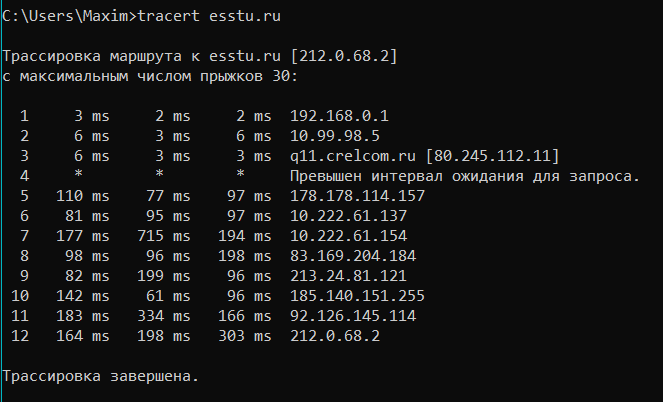 C:\Users\Maxim>tracert esstu.ru
Трассировка маршрута к esstu.ru [212.0.68.2]
с максимальным числом прыжков 30:
1 3 ms 2 ms 2 ms 192.168.0.1
2 6 ms 3 ms 6 ms 10.99.98.5
3 6 ms 3 ms 3 ms q11.crelcom.ru [80.245.112.11]
4 * * * Превышен интервал ожидания для запроса.
5 110 ms 77 ms 97 ms 178.178.114.157
6 81 ms 95 ms 97 ms 10.222.61.137
7 177 ms 715 ms 194 ms 10.222.61.154
8 98 ms 96 ms 198 ms 83.169.204.184
9 82 ms 199 ms 96 ms 213.24.81.121
10 142 ms 61 ms 96 ms 185.140.151.255
11 183 ms 334 ms 166 ms 92.126.145.114
12 164 ms 198 ms 303 ms 212.0.68.2
Трассировка завершена.